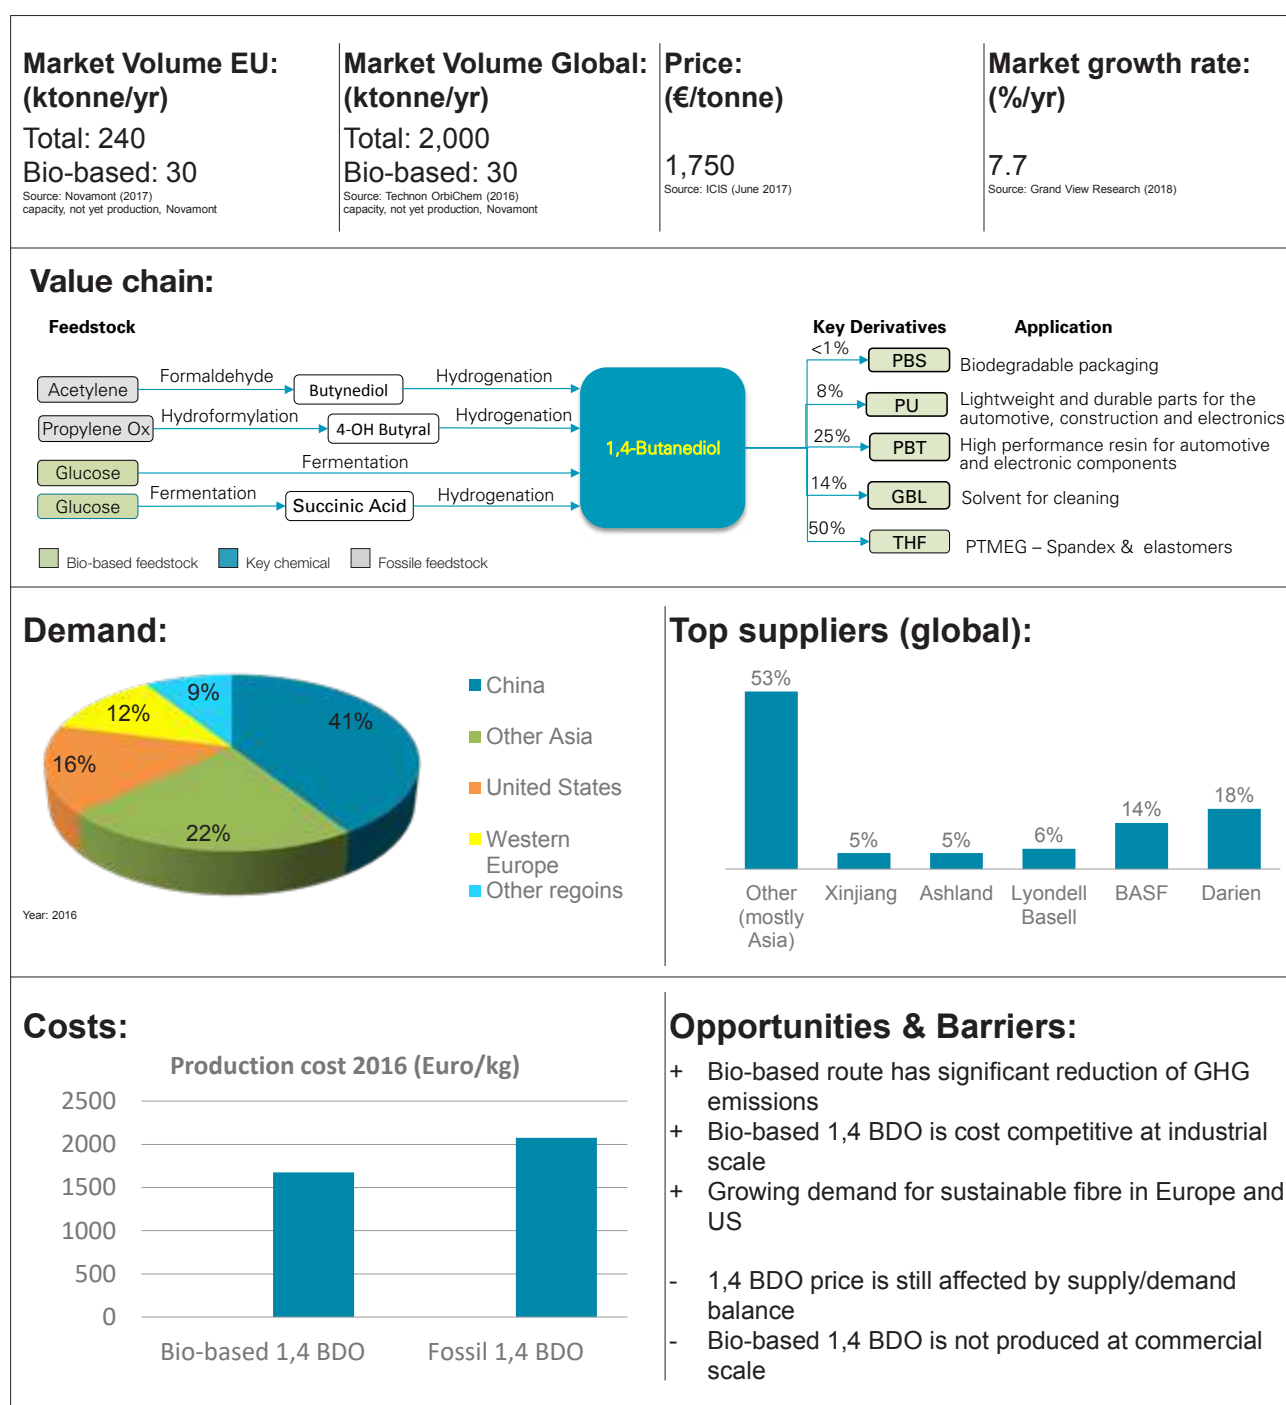 Market Volume EU:
(ktonne/yr)
Total: 240
Bio-based: 30
Source: Novamont (2017)
capacity, not yet production, Novamont
Market Volume Global:
(ktonne/yr)
Total: 2,000
Bio-based: 30
Source: Technon OrbiChem (2016)
capacity, not yet production, Novamont
Price:
(€/tonne)
1,750
Source: ICIS (June 2017)
Market growth rate:
(%/yr)
7.7
Source: Grand View Research (2018)
Value chain:
Feedstock
Key Derivatives
Application
Acetylene
Formaldehyde
Butynediol
Hydrogenation
Propylene Ox
Hydroformylation
4-OH Butyral
Hydrogenation
Glucose
Fermentation
Glucose
Fermentation
Succinic Acid
Hydrogenation
1,4-Butanediol
<1%
PBS
Biodegradable packaging
8%
PU
Lightweight and durable parts for the
automotive, construction and electronics
25%
PBT
High performance resin for automotive
and electronic components
14%
GBL
Solvent for cleaning
50%
THF
PTMEG – Spandex & elastomers
Bio-based feedstock
Key chemical
Fossile feedstock
Demand:
9%
12%
41%
16%
22%
China
Other Asia
United States
Western
Europe
Other regoins
Year: 2016
Top suppliers (global):
53%
5%
5%
6%
14%
18%
Other
(mostly
Asia)
Xinjiang
Ashland
Lyondell
Basell
BASF
Darien
Costs:
Production cost 2016 (Euro/kg)
2500
2000
1500
1000
500
0
Bio-based 1,4 BDO
Fossil 1,4 BDO
Opportunities & Barriers:
+ Bio-based route has significant reduction of GHG
emissions
+ Bio-based 1,4 BDO is cost competitive at industrial
scale
+ Growing demand for sustainable fibre in Europe and
US
- 1,4 BDO price is still affected by supply/demand
balance
- Bio-based 1,4 BDO is not produced at commercial
scale